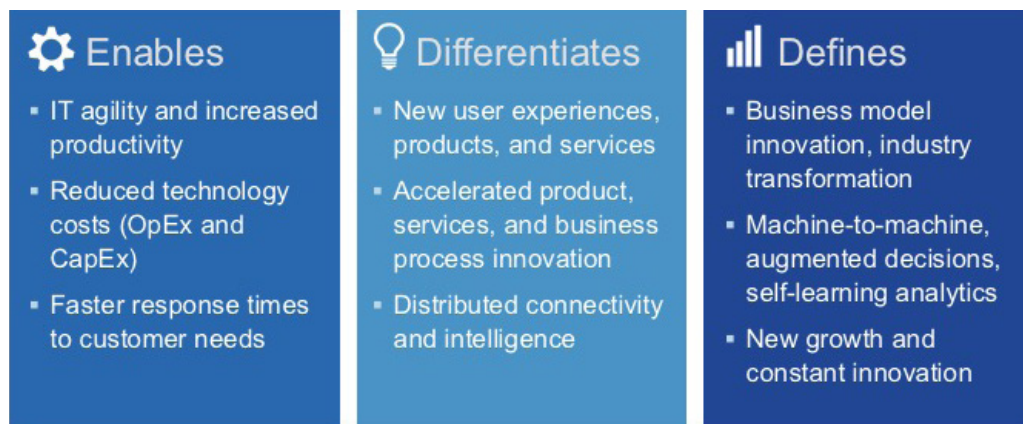 Enables
▪ IT agility and increased
productivity
▪ Reduced technology
costs (OpEx and
CapEx)
▪ Faster response times
to customer needs
Differentiates
▪ New user experiences,
products, and services
▪ Accelerated product,
services, and business
process innovation
▪ Distributed connectivity
and intelligence
Defines
▪ Business model
innovation, industry
transformation
▪ Machine-to-machine,
augmented decisions,
self-learning analytics
▪ New growth and
constant innovation